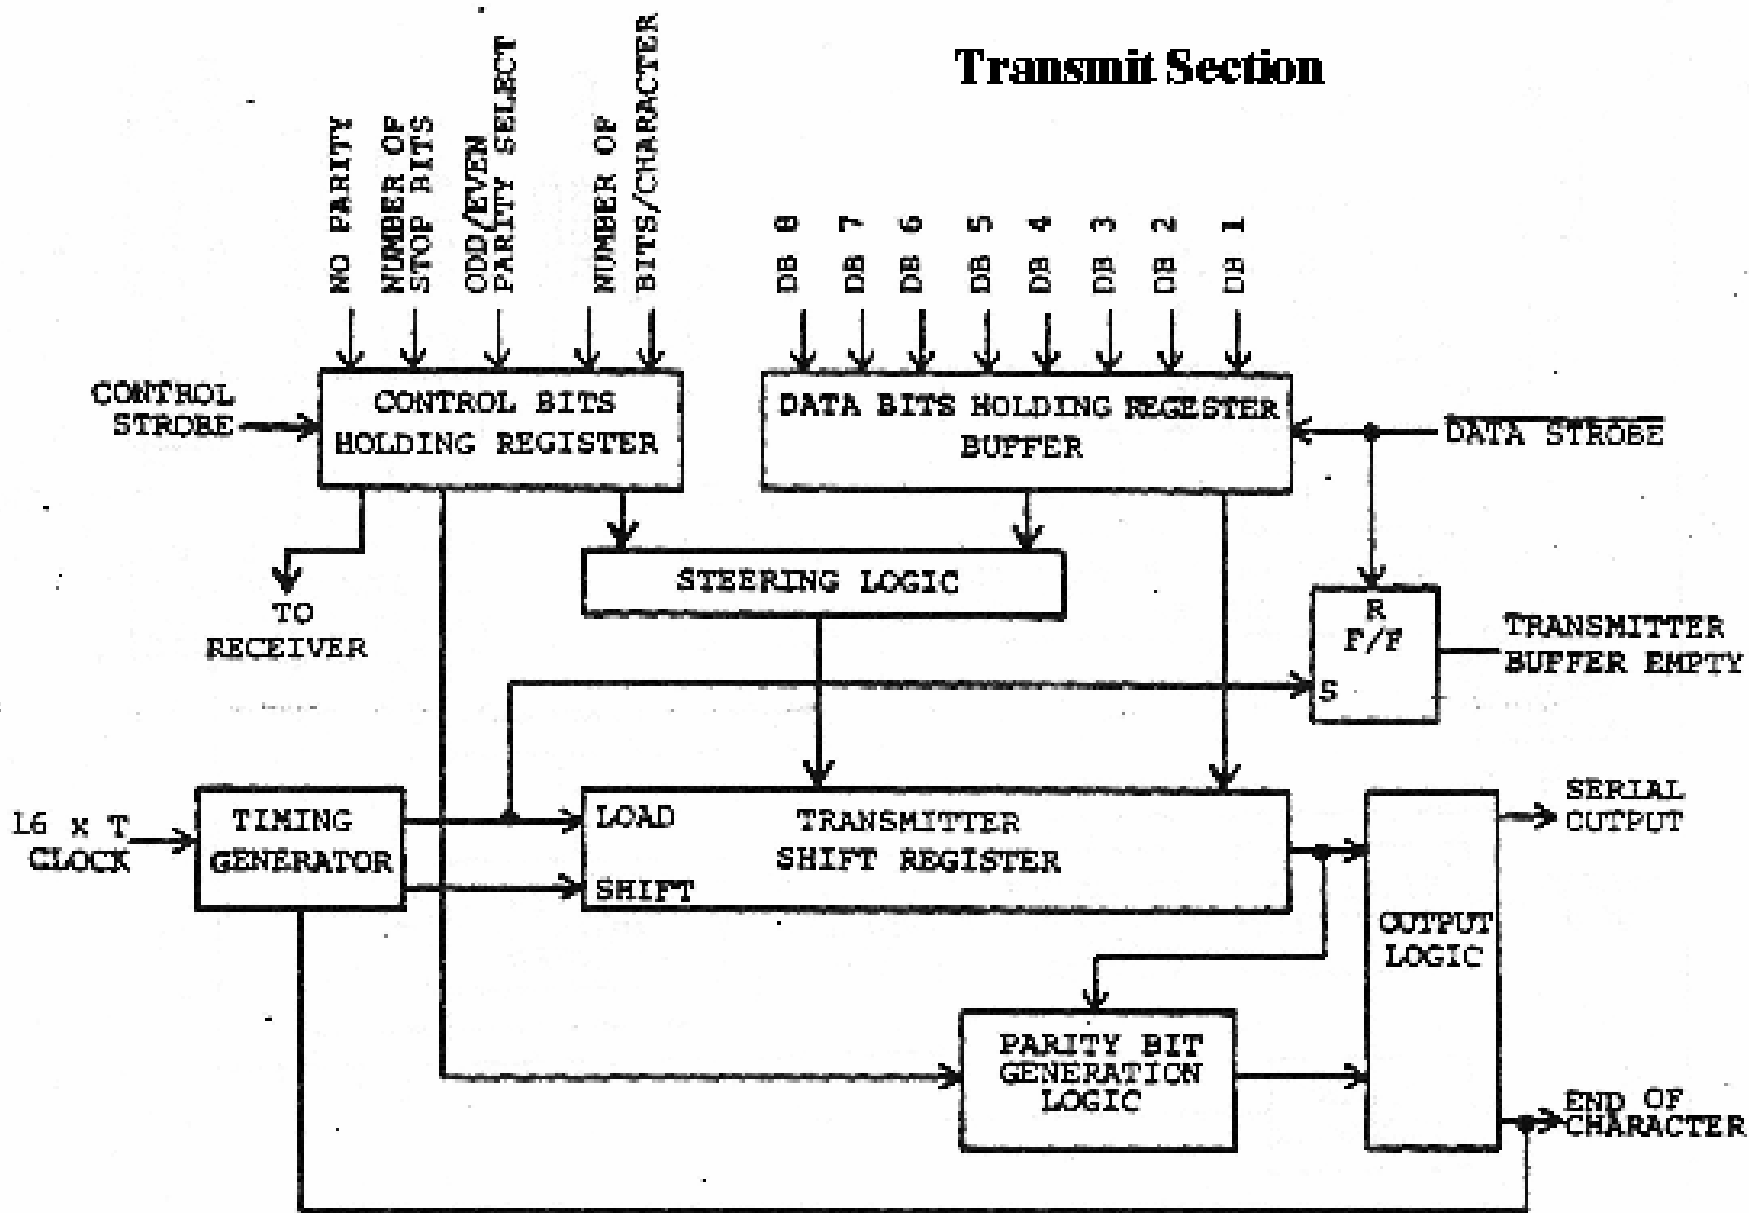 Transmit Section
NO PARITY
NUMBER OF
STOP BITS
ODD/EVEN
PARITY SELECT
NUMBER OF
BITS/CHARACTER
DB 8
DB 7
DB 6
DB 5
DB 4
DB 3
DB 2
DB 1
CONTROL
STROBE
CONTROL BITS
HOLDING REGISTER
DATA BITS HOLDING REGESTER
BUFFER
DATA STROBE
STEERING LOGIC
TO
RECEIVER
R
F/F
S
TRANSMITTER
BUFFER EMPTY
16 x T
CLOCK
TIMING
GENERATOR
LOAD
SHIFT
TRANSMITTER
SHIFT REGISTER
SERIAL
OUTPUT
OUTPUT
LOGIC
PARITY BIT
GENERATION
LOGIC
END OF
CHARACTER